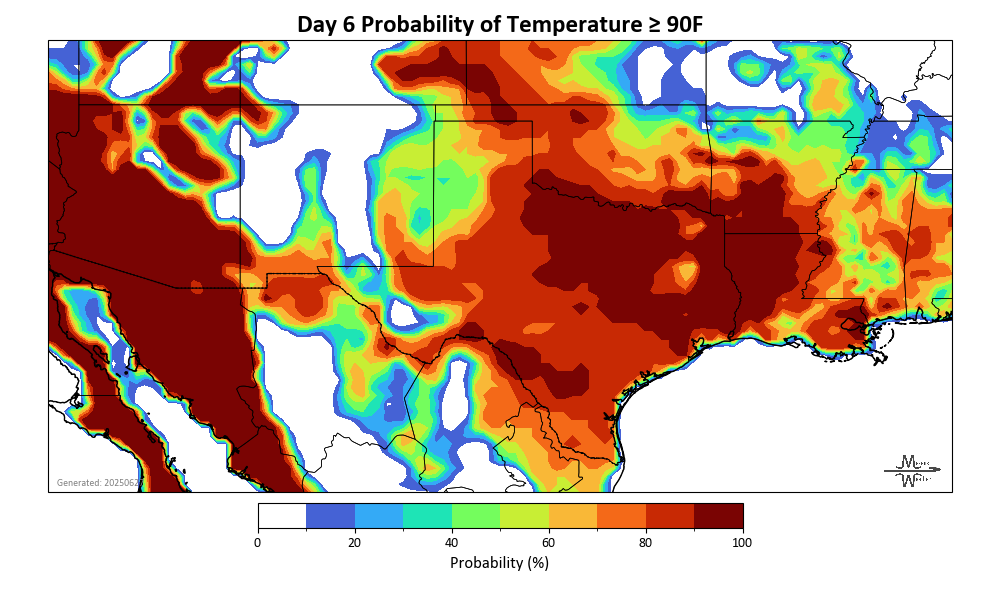 Day 6 Probability of Temperature ≥ 90F
Generated: 2025062
0 20 40 60 80 100
Probability (%)